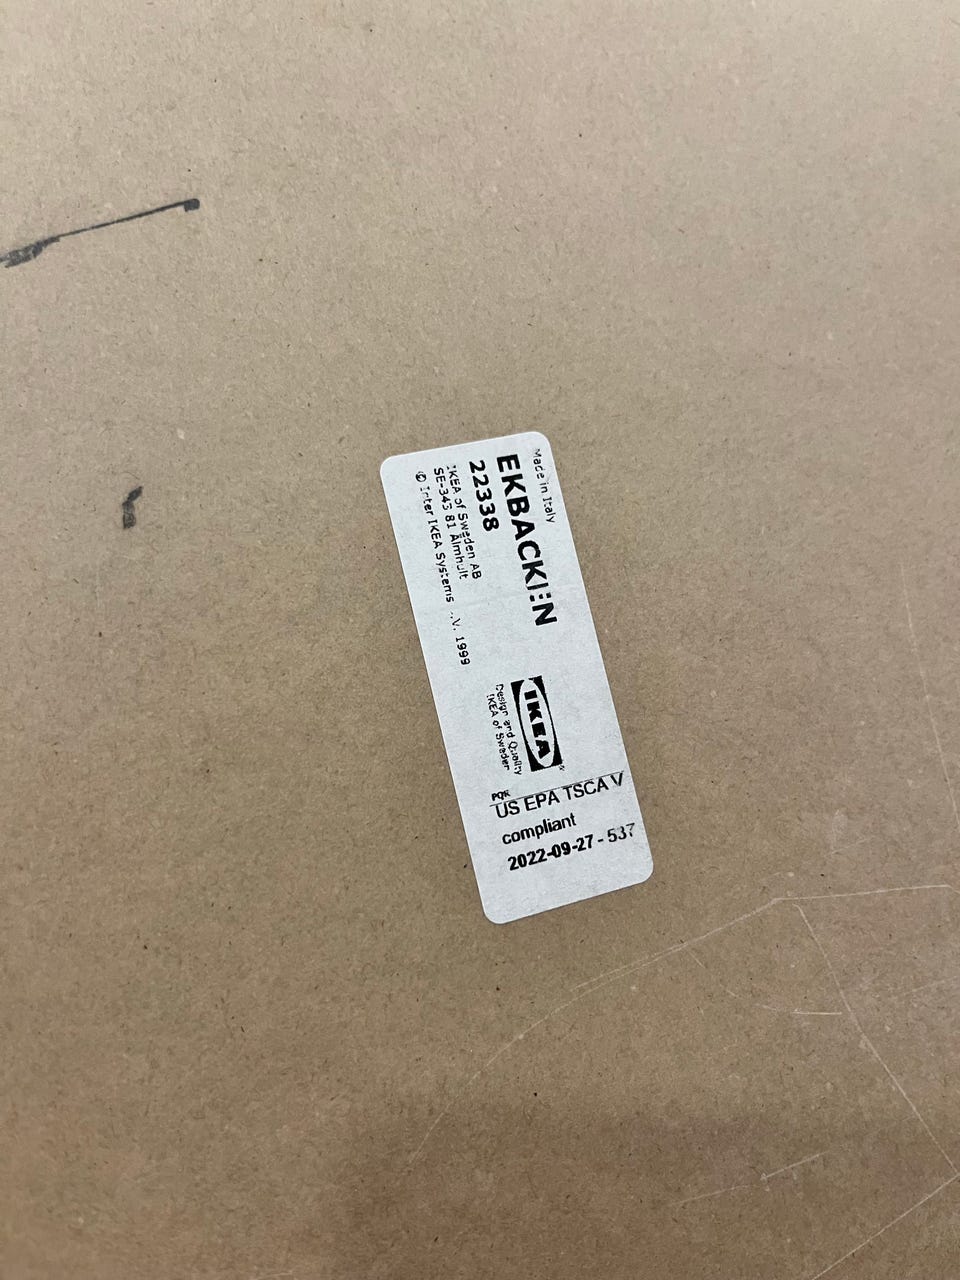 Made in Italy
EKBACKEN
22338
IKEA of Sweden AB
SE-343 81 Älmhult
© Inter IKEA Systems .V. 1999
IKEA
Design and Quality
IKEA of Sweden
US EPA TSCA VI
compliant
2022-09-27 - 537